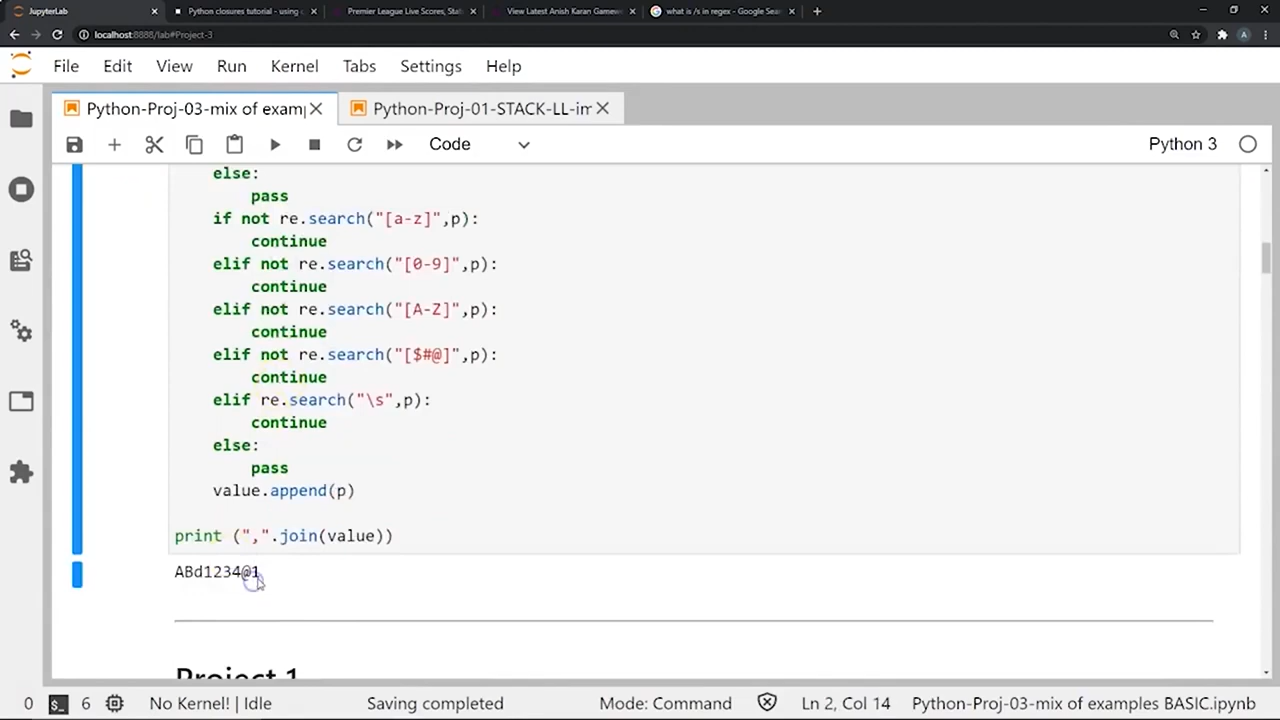 JupyterLab
Python closures tutorial - using c
Premier League Live Scores, Stat
View Latest Anish Karan Gamew
what is /s in regex - Google Sea
localhost:8888/lab#Project-3
File Edit View Run Kernel Tabs Settings Help
Python-Proj-03-mix of examp
Python-Proj-01-STACK-LL-im
Code
Python 3
else:
pass
if not re.search("[a-z]",p):
continue
elif not re.search("[0-9]",p):
continue
elif not re.search("[A-Z]",p):
continue
elif not re.search("[$#@]",p):
continue
elif re.search("\s",p):
continue
else:
pass
value.append(p)
print (",".join(value))
ABd1234@1
Project 1
0 $_ 6 No Kernel! | Idle Saving completed Mode: Command Ln 2, Col 14 Python-Proj-03-mix of examples BASIC.ipynb